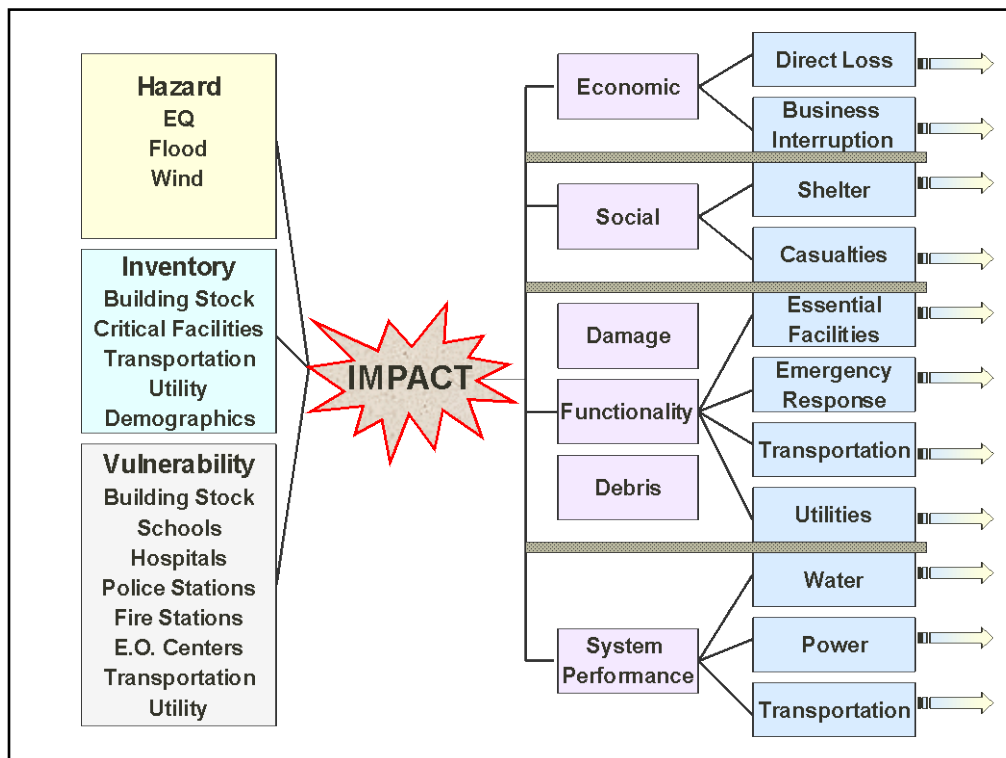 Hazard
EQ
Flood
Wind
Inventory
Building Stock
Critical Facilities
Transportation
Utility
Demographics
Vulnerability
Building Stock
Schools
Hospitals
Police Stations
Fire Stations
E.O. Centers
Transportation
Utility
IMPACT
Economic
Social
Damage
Functionality
Debris
System
Performance
Direct Loss
Business
Interruption
Shelter
Casualties
Essential
Facilities
Emergency
Response
Transportation
Utilities
Water
Power
Transportation